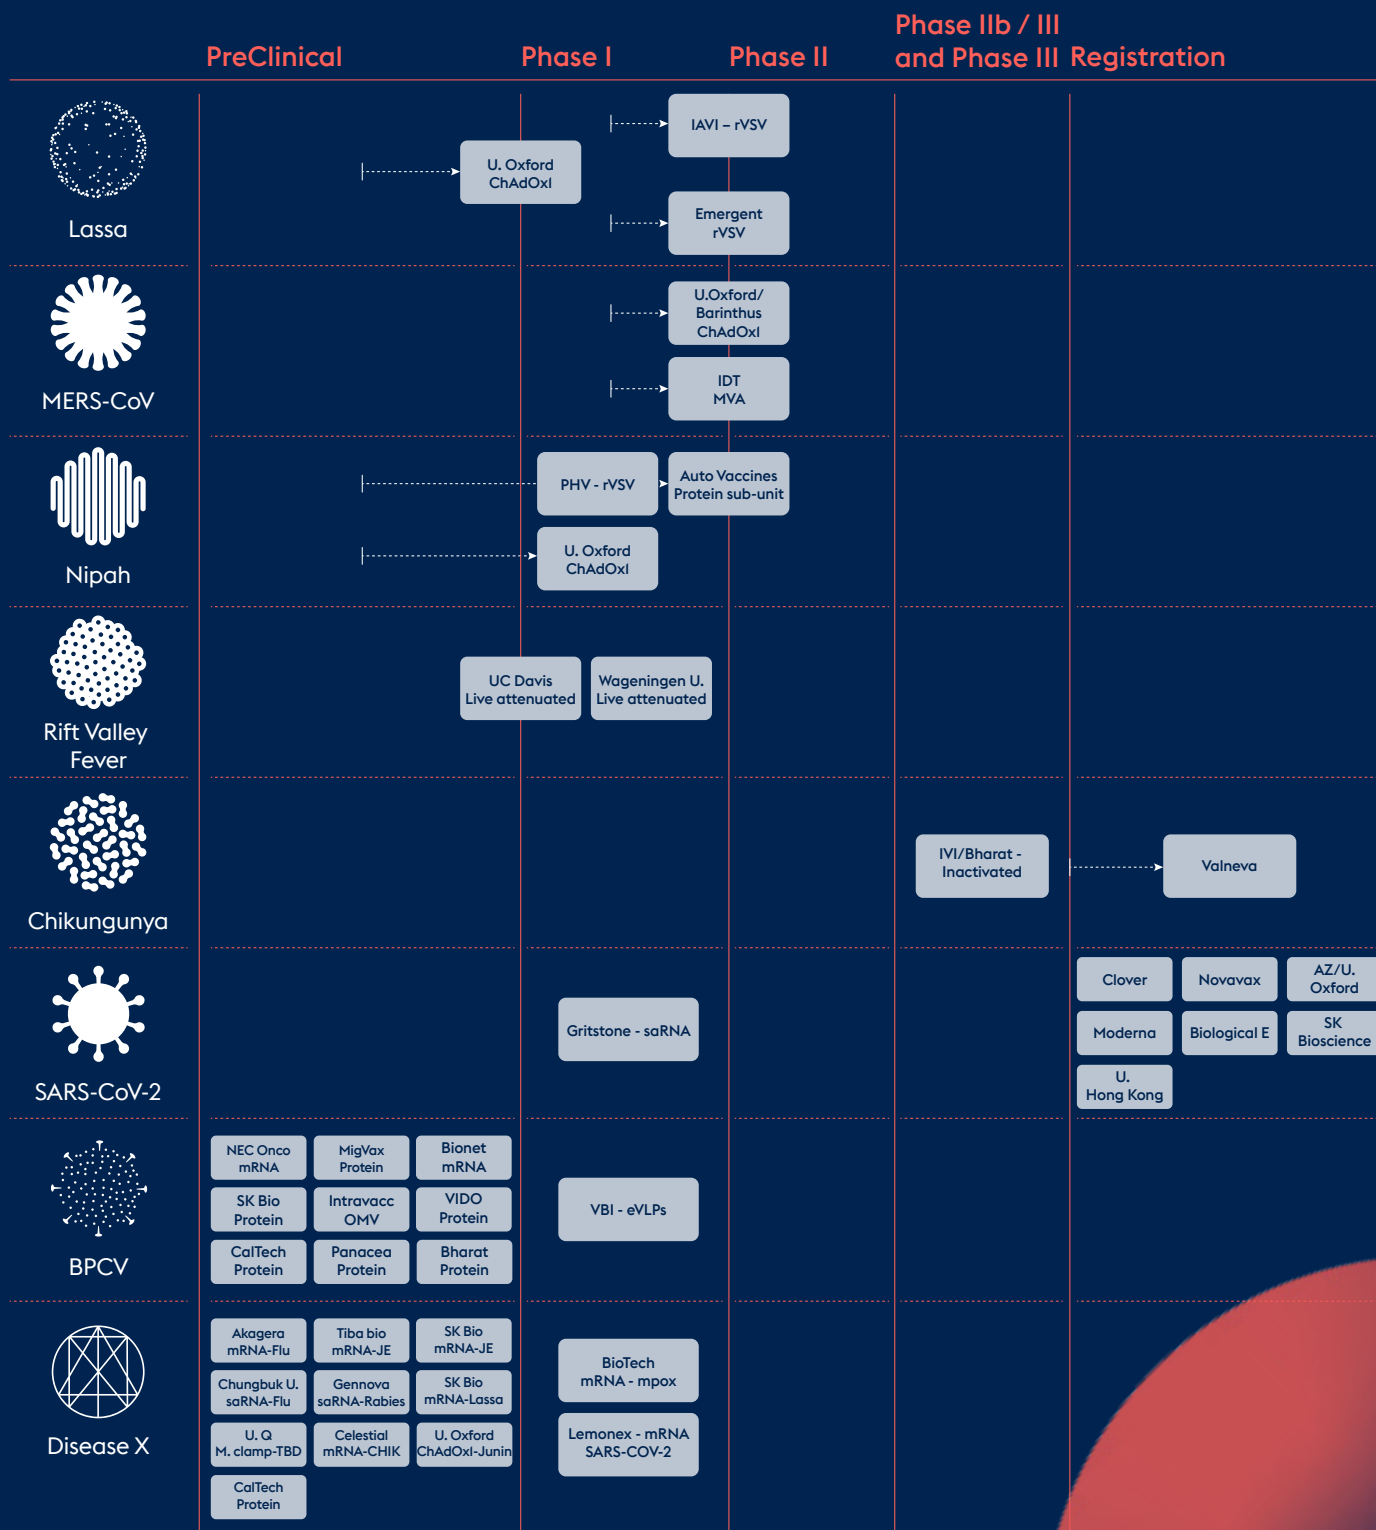 Phase IIb / III
PreClinical
Phase I
Phase II
and Phase III
Registration
IAVI – rVSV
U. Oxford
ChAdOx1
Emergent
rVSV
Lassa
U.Oxford/
Barinthus
ChAdOx1
IDT
MVA
MERS-CoV
PHV - rVSV
Auto Vaccines
Protein sub-unit
U. Oxford
ChAdOx1
Nipah
UC Davis
Live attenuated
Wageningen U.
Live attenuated
Rift Valley
Fever
IVI/Bharat -
Inactivated
Valneva
Chikungunya
Gritstone - saRNA
Clover
Novavax
AZ/U.
Oxford
Moderna
Biological E
SK
Bioscience
U.
Hong Kong
SARS-CoV-2
NEC Onco
mRNA
MigVax
Protein
Bionet
mRNA
SK Bio
Protein
Intravacc
OMV
VIDO
Protein
CalTech
Protein
Panacea
Protein
Bharat
Protein
VBI - eVLPs
BPCV
Akagera
mRNA-Flu
Tiba bio
mRNA-JE
SK Bio
mRNA-JE
Chungbuk U.
saRNA-Flu
Gennova
saRNA-Rabies
SK Bio
mRNA-Lassa
U. Q
M. clamp-TBD
Celestial
mRNA-CHIK
U. Oxford
ChAdOx1-Junin
CalTech
Protein
BioTech
mRNA - mpox
Lemonex - mRNA
SARS-COV-2
Disease X